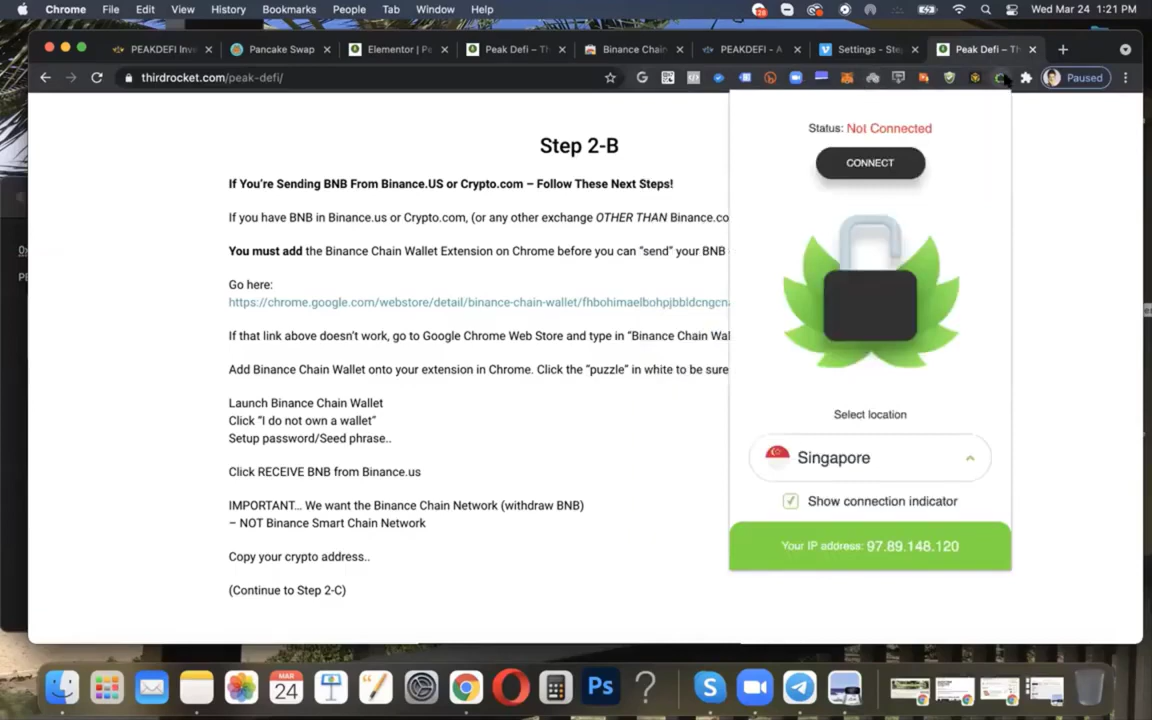 Chrome File Edit View History Bookmarks People Tab Window Help Wed Mar 24 1:21 PM
PEAKDEFI Inv Pancake Swap Elementor | Pe Peak Defi – Th Binance Chain PEAKDEFI - A Settings - Ste Peak Defi – Th
thirdrocket.com/peak-defi/ Paused
Status: Not Connected
CONNECT
Select location
Singapore
Show connection indicator
Your IP address: 97.89.148.120
Step 2-B
If You're Sending BNB From Binance.US or Crypto.com – Follow These Next Steps!
If you have BNB in Binance.us or Crypto.com, (or any other exchange OTHER THAN Binance.co
You must add the Binance Chain Wallet Extension on Chrome before you can “send” your BNB
Go here:
https://chrome.google.com/webstore/detail/binance-chain-wallet/fhbohimaelbohpjbbldcngcna
If that link above doesn't work, go to Google Chrome Web Store and type in “Binance Chain Wal
Add Binance Chain Wallet onto your extension in Chrome. Click the “puzzle” in white to be sure
Launch Binance Chain Wallet
Click “I do not own a wallet”
Setup password/Seed phrase..
Click RECEIVE BNB from Binance.us
IMPORTANT... We want the Binance Chain Network (withdraw BNB)
– NOT Binance Smart Chain Network
Copy your crypto address..
(Continue to Step 2-C)
MAR
24
Ps